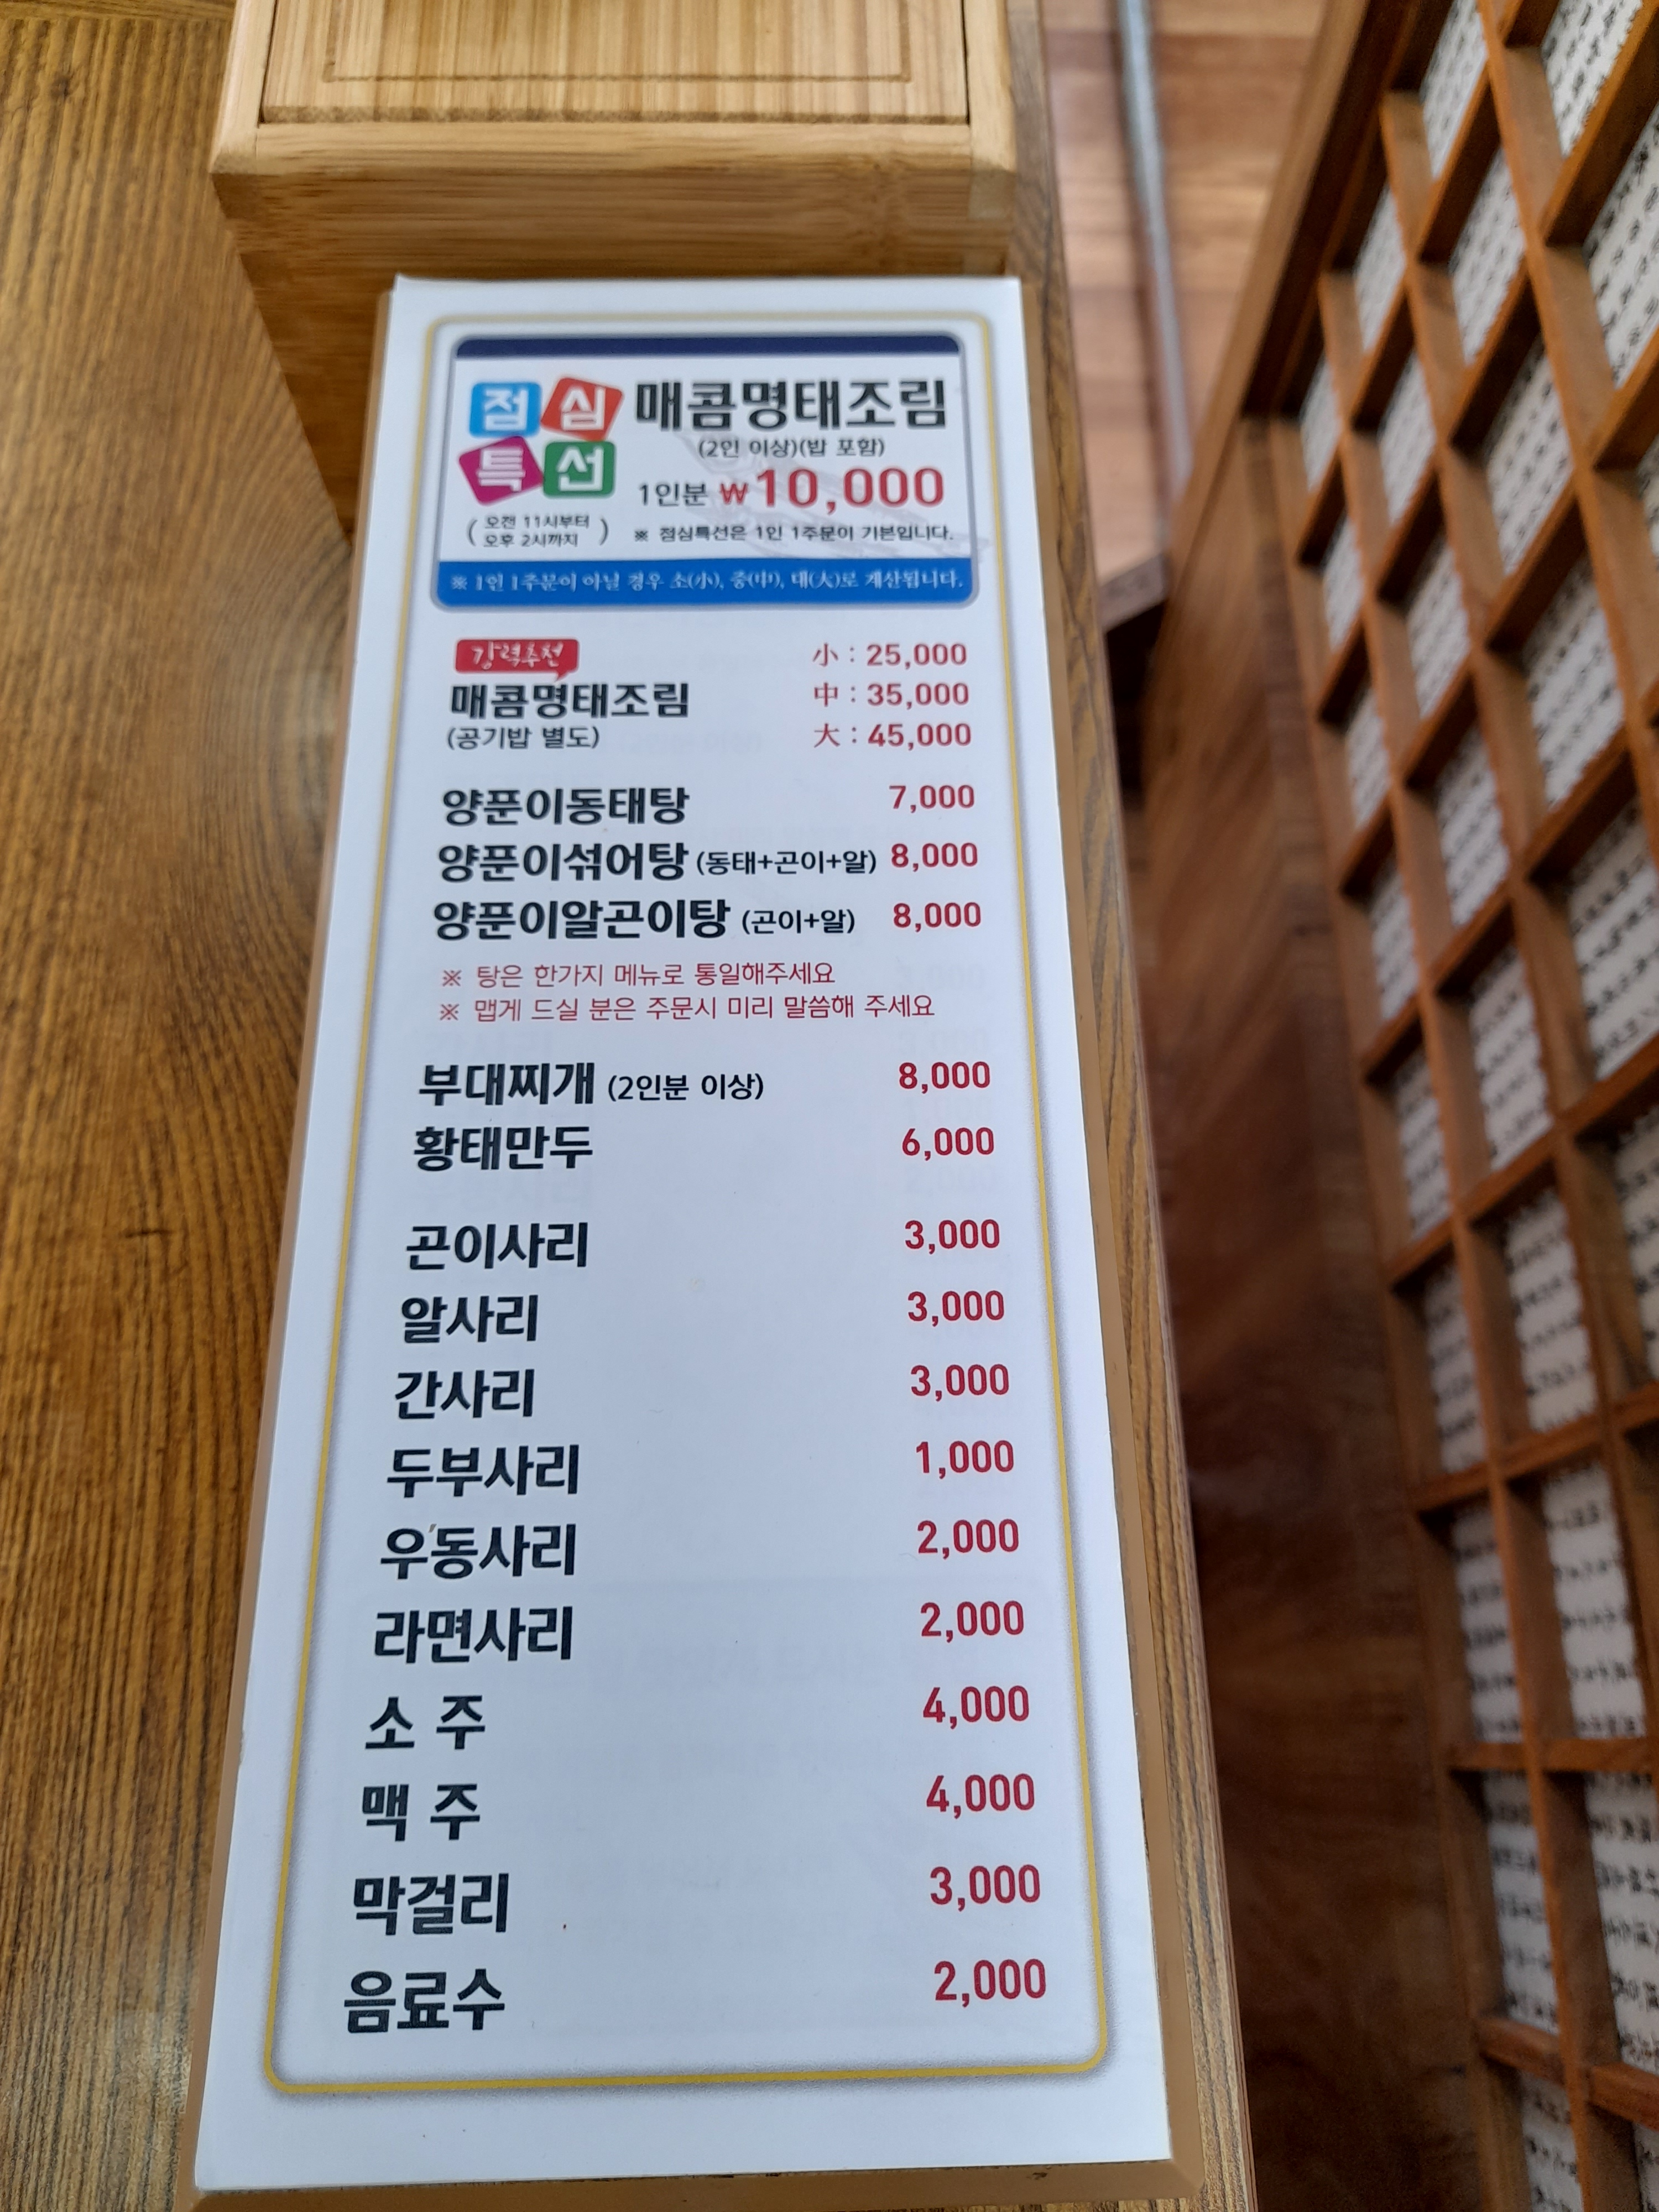 점심
특선
(오전 11시부터
오후 2시까지)
매콤명태조림
(2인 이상)(밥 포함)
1인분 ₩10,000
※ 점심특선은 1인 1주문이 기본입니다.
※ 1인 1주문이 아닐 경우 소(小), 중(中), 대(大)로 계산됩니다.
강력추천
매콤명태조림
(공기밥 별도)
小 : 25,000
中 : 35,000
大 : 45,000
양푼이동태탕 7,000
양푼이섞어탕 (동태+곤이+알) 8,000
양푼이알곤이탕 (곤이+알) 8,000
※ 탕은 한가지 메뉴로 통일해주세요
※ 맵게 드실 분은 주문시 미리 말씀해 주세요
부대찌개 (2인분 이상) 8,000
황태만두 6,000
곤이사리 3,000
알사리 3,000
간사리 3,000
두부사리 1,000
우동사리 2,000
라면사리 2,000
소 주 4,000
맥 주 4,000
막걸리 3,000
음료수 2,000